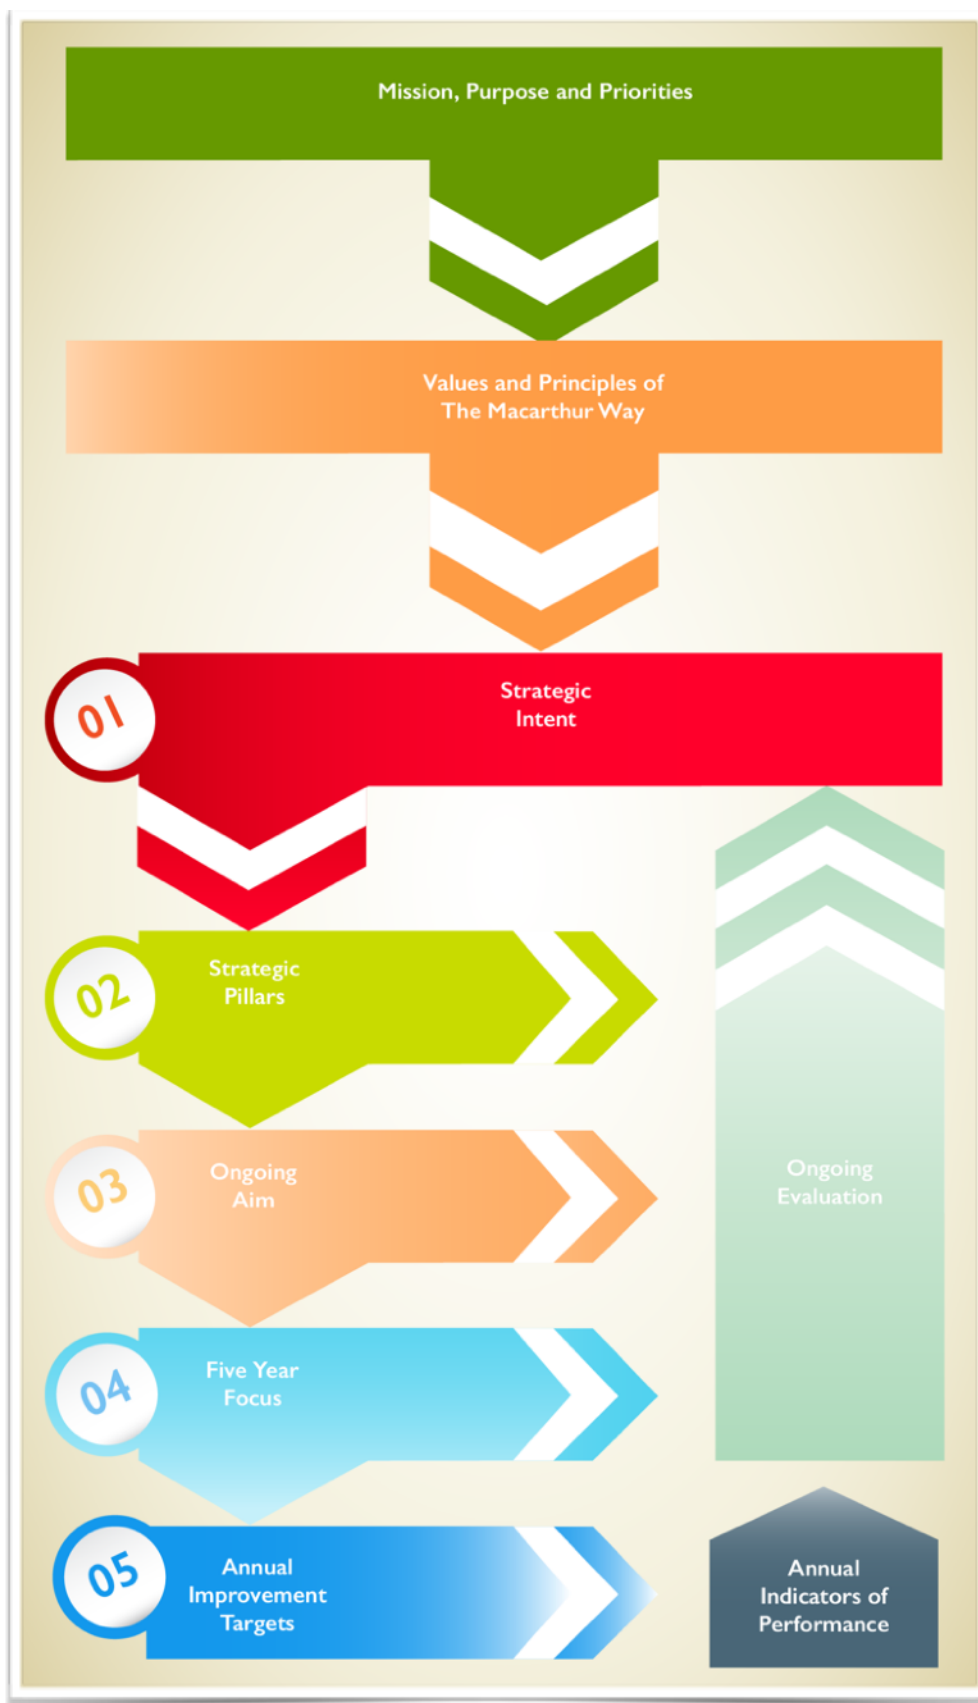 Mission, Purpose and Priorities
Values and Principles of
The Macarthur Way
01
Strategic
Intent
02
Strategic
Pillars
03
Ongoing
Aim
Ongoing
Evaluation
04
Five Year
Focus
05
Annual
Improvement
Targets
Annual
Indicators of
Performance